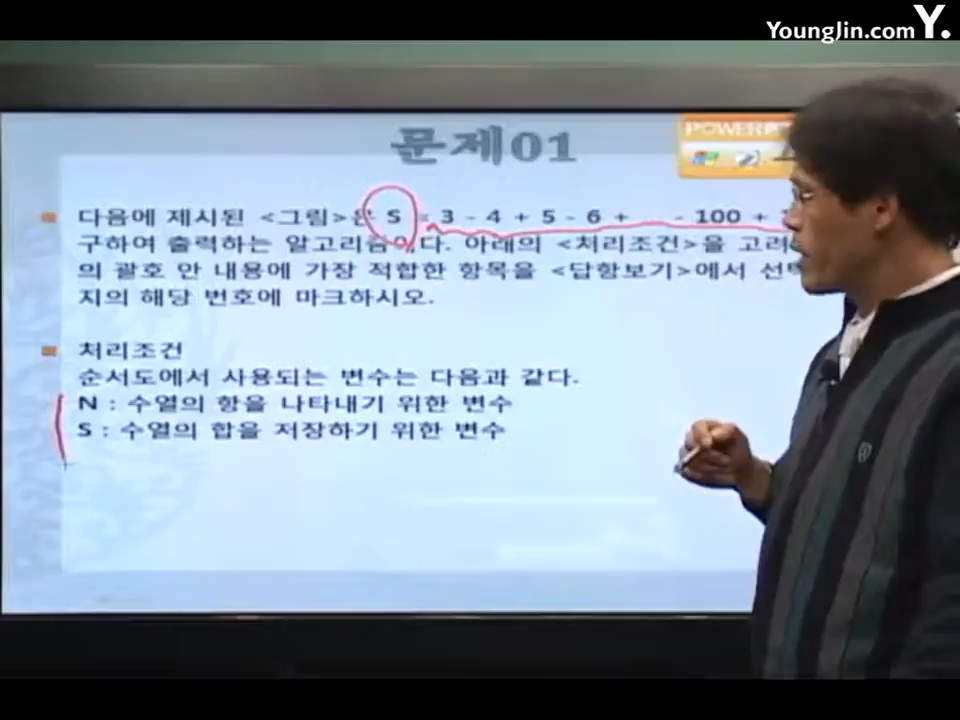 YoungJin.com Y.
문제01
POWERP
다음에 제시된 <그림>은 S = 3 - 4 + 5 - 6 + ... - 100 +
구하여 출력하는 알고리즘이다. 아래의 <처리조건>을 고려
의 괄호 안 내용에 가장 적합한 항목을 <답항보기>에서 선택
지의 해당 번호에 마크하시오.
처리조건
순서도에서 사용되는 변수는 다음과 같다.
N : 수열의 항을 나타내기 위한 변수
S : 수열의 합을 저장하기 위한 변수